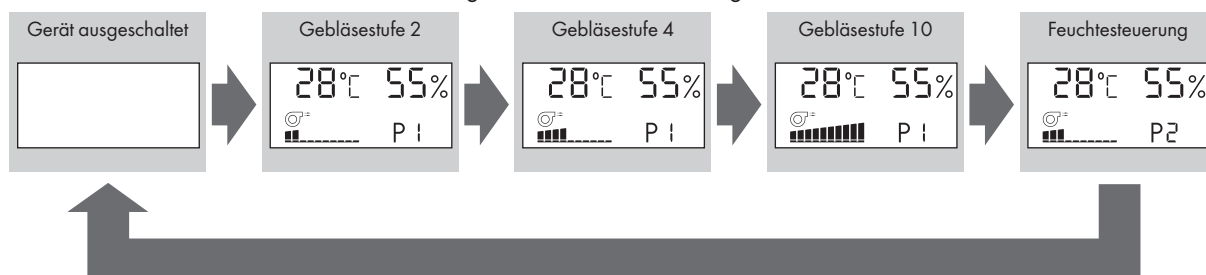 Gerät ausgeschaltet
Gebläsestufe 2
Gebläsestufe 4
Gebläsestufe 10
Feuchtesteuerung
28°C 55%
P1
28°C 55%
P1
28°C 55%
P1
28°C 55%
P2